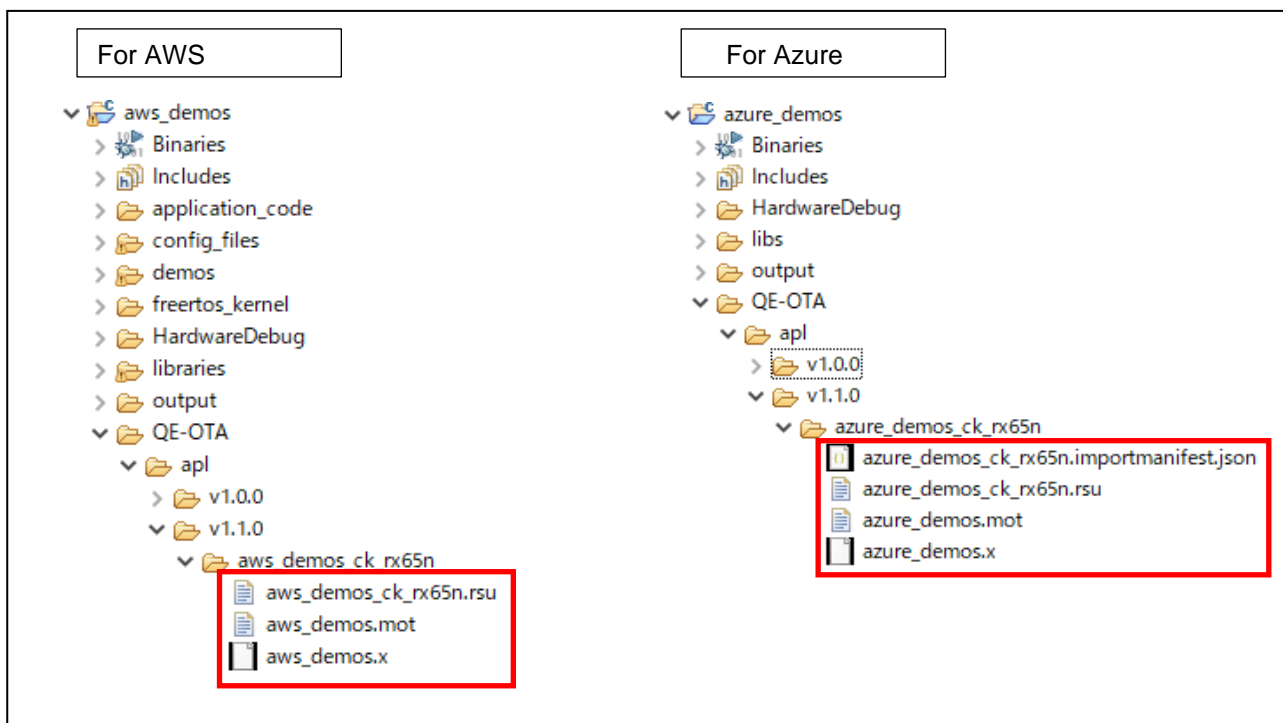 For AWS
aws_demos
Binaries
Includes
application_code
config_files
demos
freertos_kernel
HardwareDebug
libraries
output
QE-OTA
apl
v1.0.0
v1.1.0
aws_demos_ck_rx65n
aws_demos_ck_rx65n.rsu
aws_demos.mot
aws_demos.x
For Azure
azure_demos
Binaries
Includes
HardwareDebug
libs
output
QE-OTA
apl
v1.0.0
v1.1.0
azure_demos_ck_rx65n
azure_demos_ck_rx65n.importmanifest.json
azure_demos_ck_rx65n.rsu
azure_demos.mot
azure_demos.x